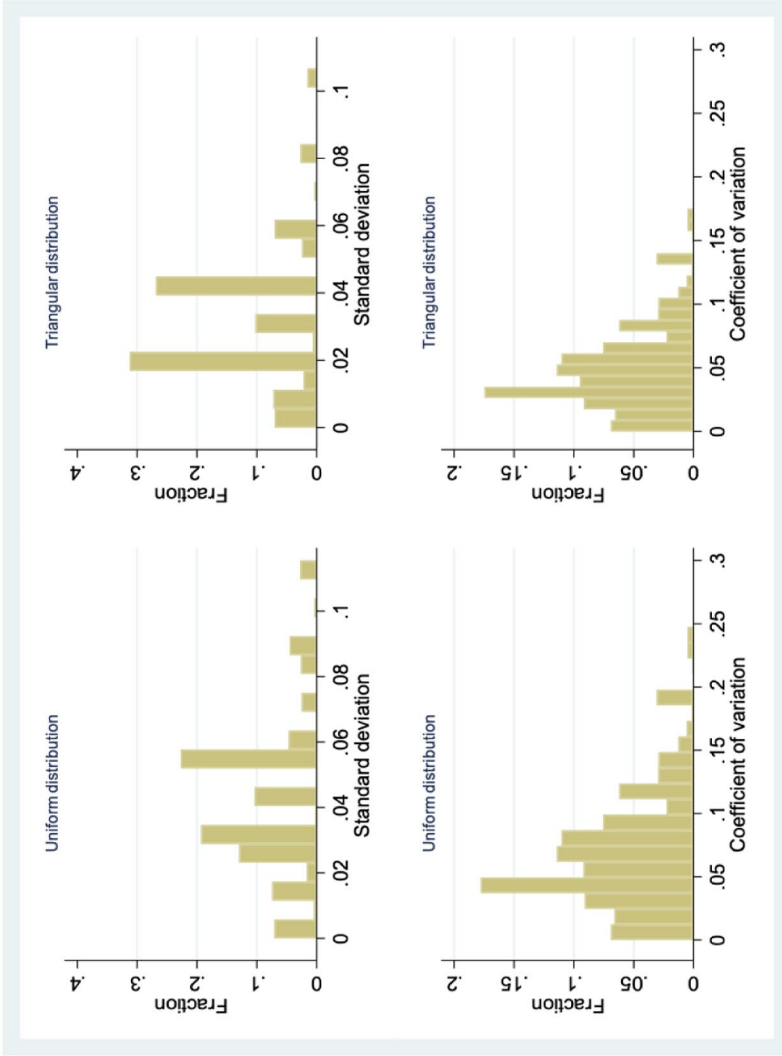 Uniform distribution
.4
.3
.2
.1
0
Fraction
0 .02 .04 .06 .08 .1
Standard deviation
Triangular distribution
.4
.3
.2
.1
0
Fraction
0 .02 .04 .06 .08 .1
Standard deviation
Uniform distribution
.2
.15
.1
.05
0
Fraction
0 .05 .1 .15 .2 .25 .3
Coefficient of variation
Triangular distribution
.2
.15
.1
.05
0
Fraction
0 .05 .1 .15 .2 .25 .3
Coefficient of variation